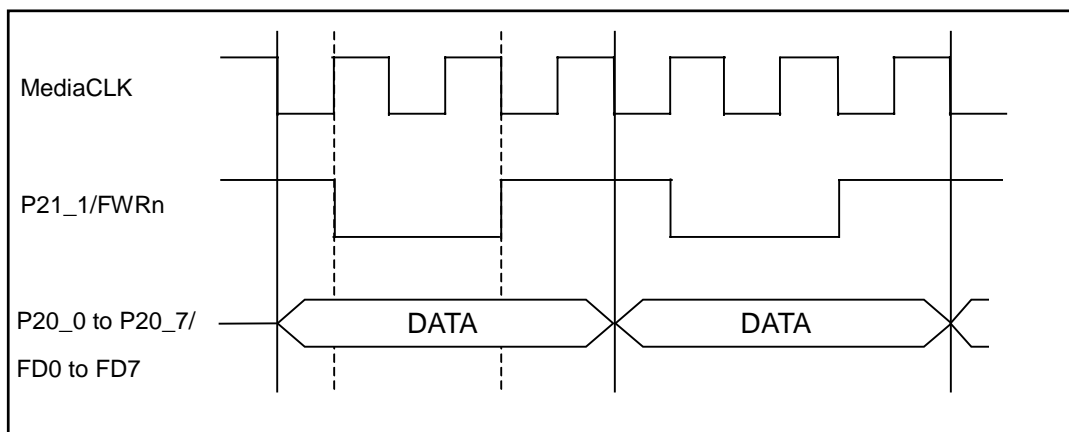 MediaCLK
P21_1/FWRn
P20_0 to P20_7/
FD0 to FD7
DATA
DATA